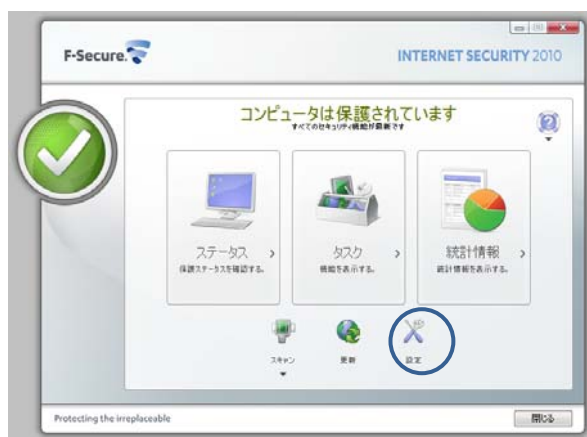 F-Secure.
INTERNET SECURITY 2010
コンピュータは保護されています
すべてのセキュリティ機能が最新です
ステータス
保護ステータスを確認する。
タスク
機能を表示する。
統計情報
統計情報を表示する。
スキャン
更新
設定
Protecting the irreplaceable
閉じる